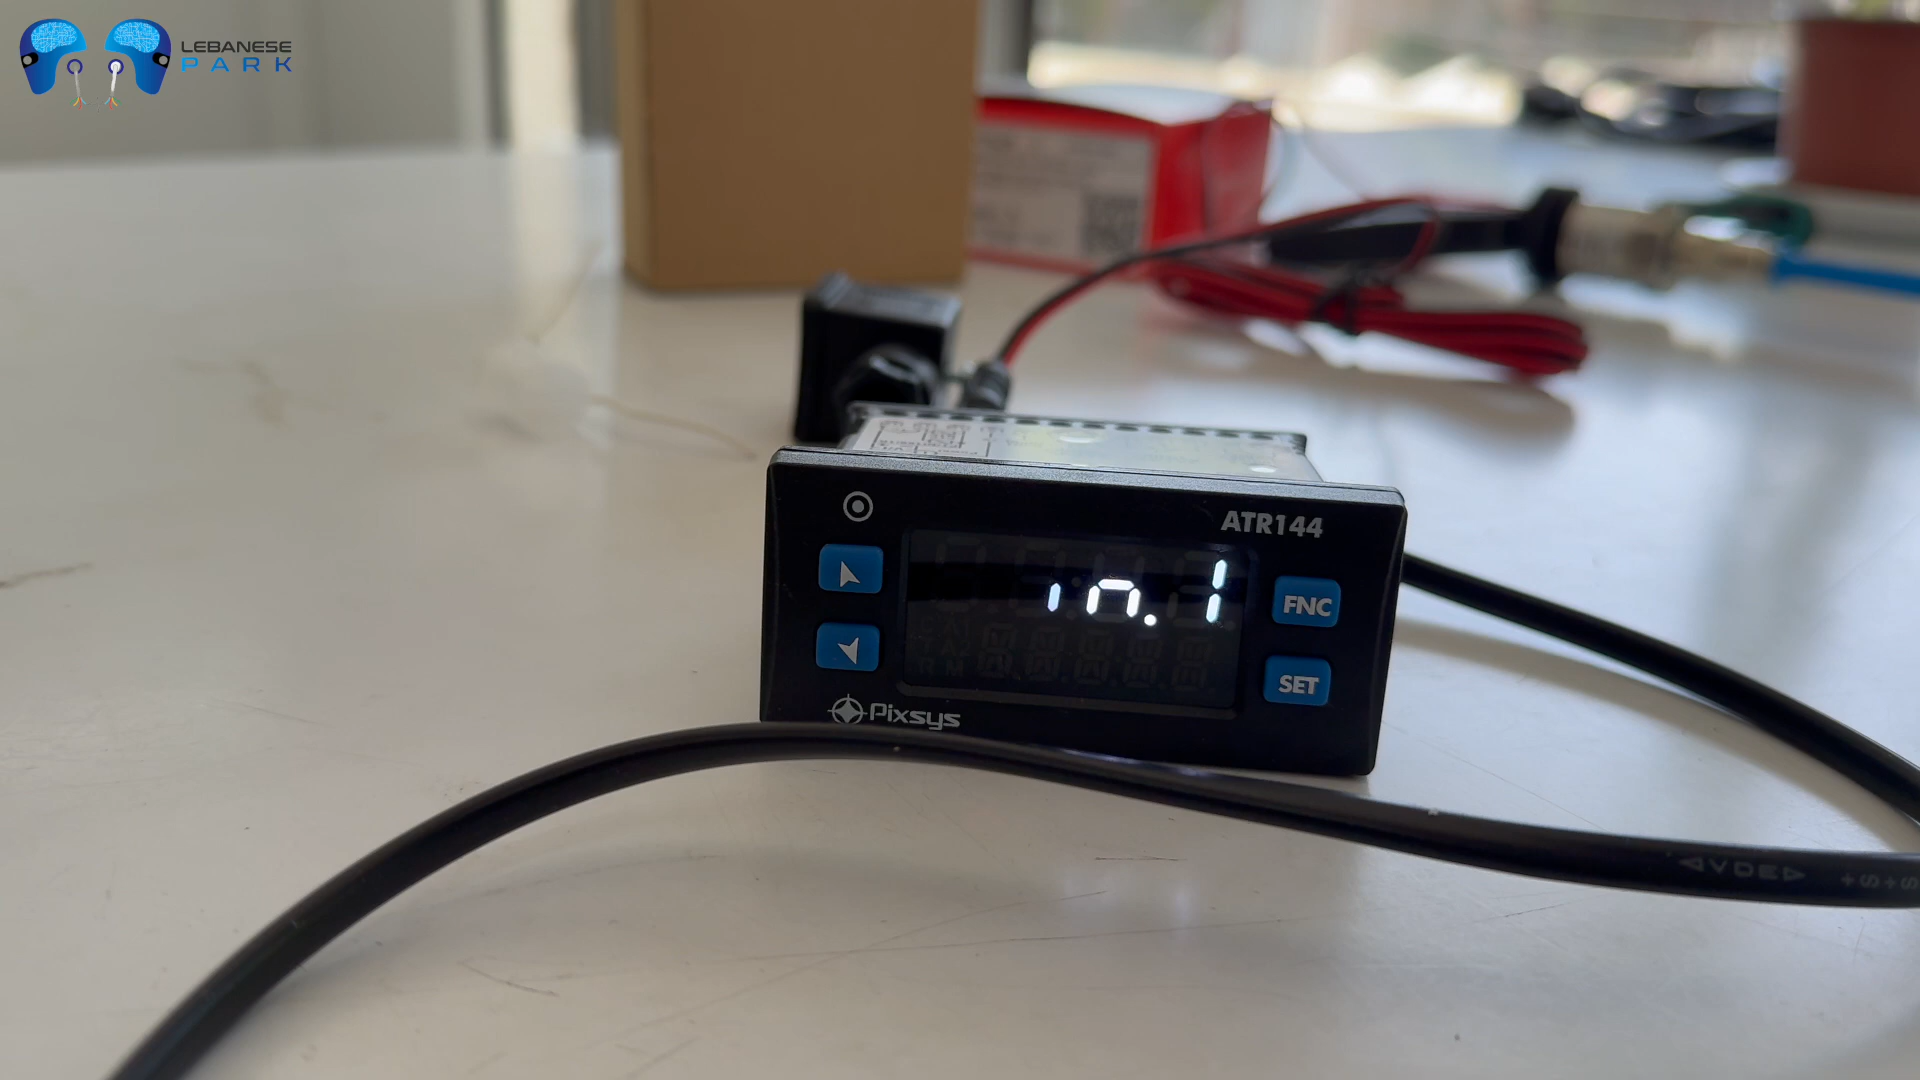 LEBANESE
PARK
ATR144
in.1
FNC
SET
Pixsys
VDE